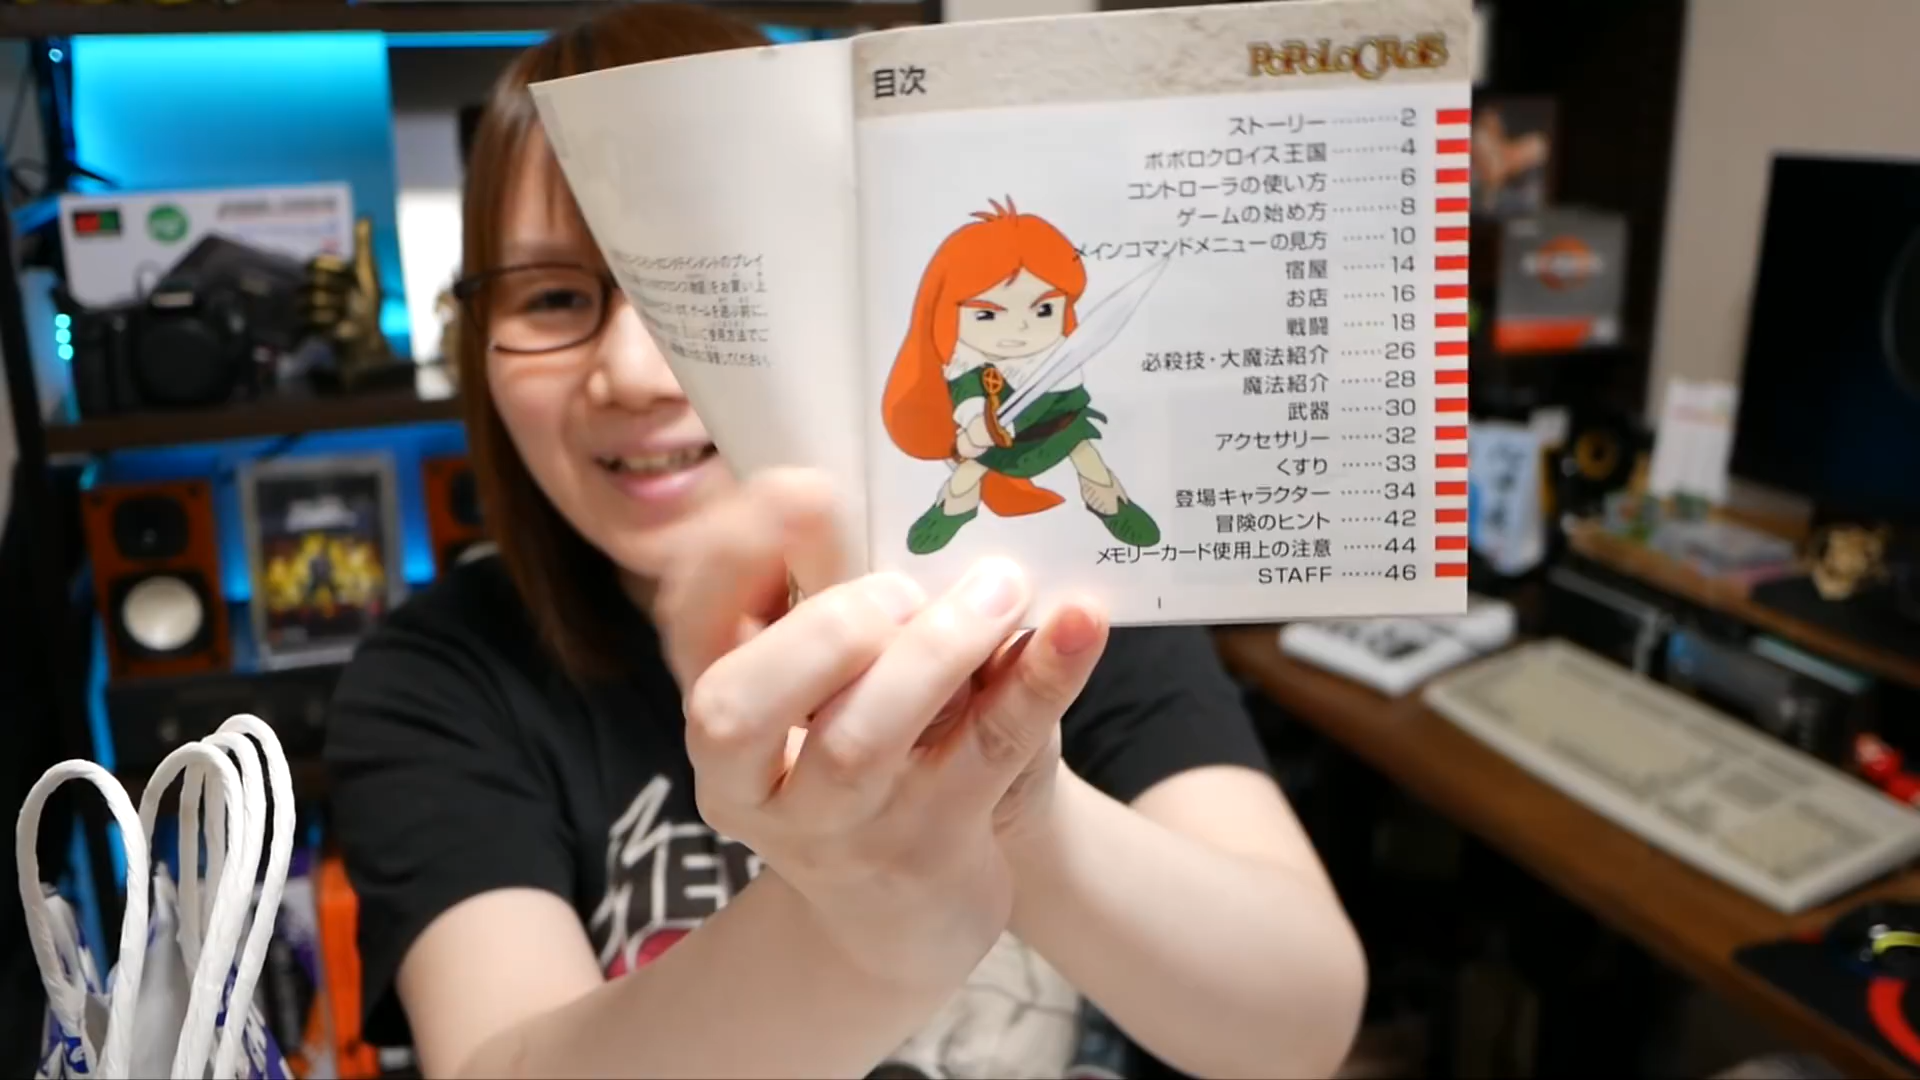 目次
PoPoLoCRois
ストーリー………2
ポポロクロイス王国………4
コントローラの使い方………6
ゲームの始め方………8
メインコマンドメニューの見方……10
宿屋……14
お店……16
戦闘……18
必殺技・大魔法紹介……26
魔法紹介……28
武器……30
アクセサリー……32
くすり……33
登場キャラクター……34
冒険のヒント……42
メモリーカード使用上の注意……44
STAFF……46
1